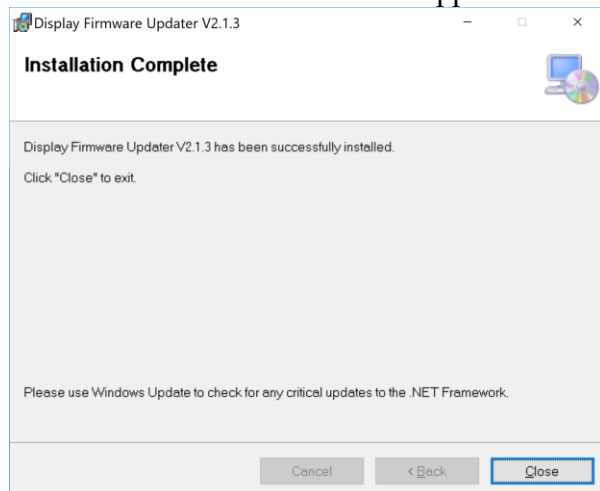 Display Firmware Updater V2.1.3
Installation Complete
Display Firmware Updater V2.1.3 has been successfully installed.
Click "Close" to exit.
Please use Windows Update to check for any critical updates to the .NET Framework.
Cancel
< Back
Close